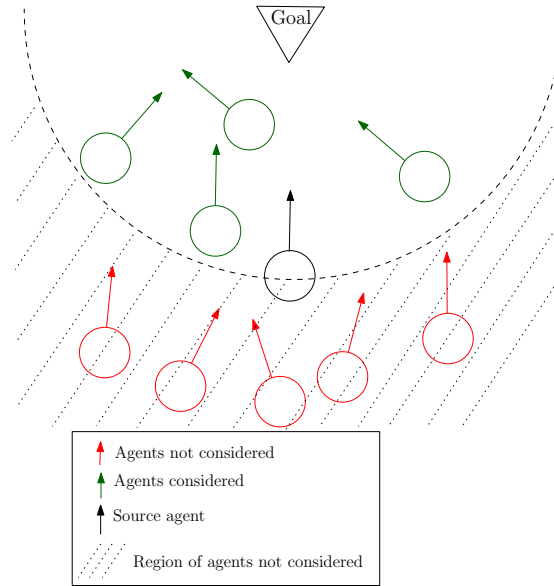 Goal
Agents not considered
Agents considered
Source agent
Region of agents not considered